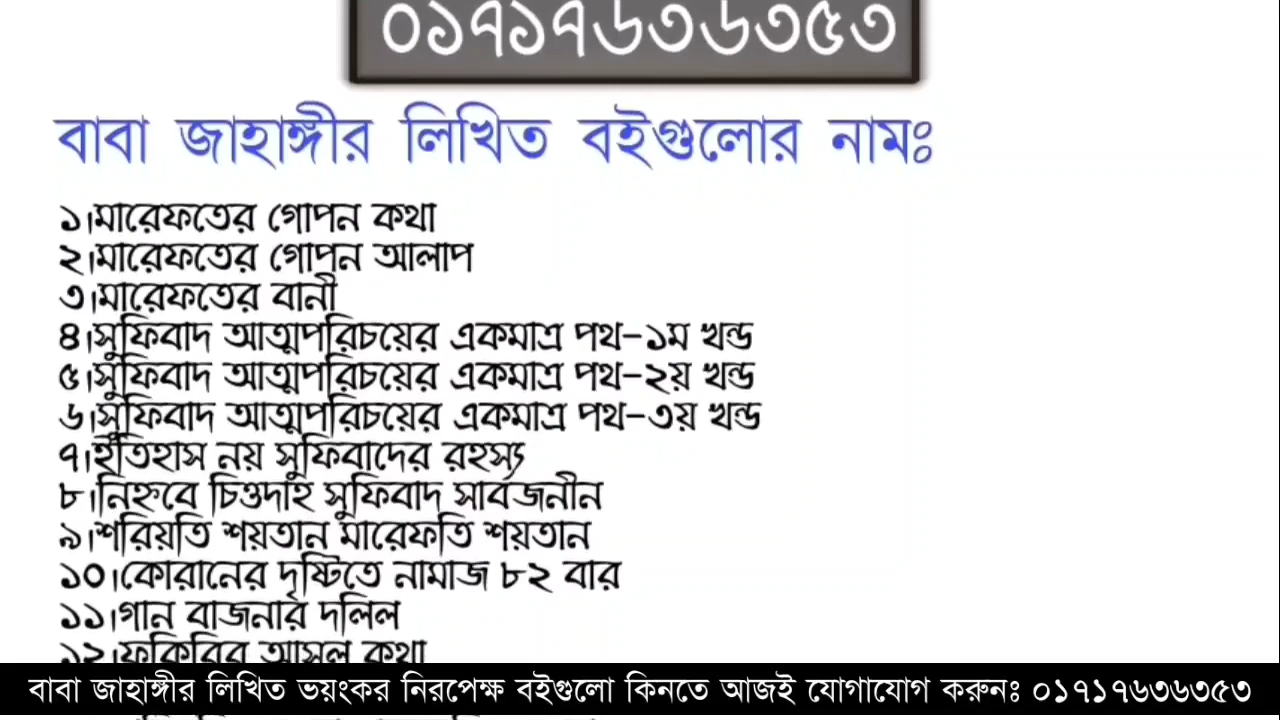 ০১৭১৭৬৩৬৩৫৩
বাবা জাহাঙ্গীর লিখিত বইগুলোর নামঃ
১।মারেফতের গোপন কথা
২।মারেফতের গোপন আলাপ
৩।মারেফতের বানী
৪।সুফিবাদ আত্মপরিচয়ের একমাত্র পথ-১ম খন্ড
৫।সুফিবাদ আত্মপরিচয়ের একমাত্র পথ-২য় খন্ড
৬।সুফিবাদ আত্মপরিচয়ের একমাত্র পথ-৩য় খন্ড
৭।ইতিহাস নয় সুফিবাদের রহস্য
৮।নিহ্নবে চিত্তদাহ সুফিবাদ সার্বজনীন
৯।শরিয়তি শয়তান মারেফতি শয়তান
১০।কোরানের দৃষ্টিতে নামাজ ৮২ বার
১১।গান বাজনার দলিল
১২।ফকিরির আসল কথা
বাবা জাহাঙ্গীর লিখিত ভয়ংকর নিরপেক্ষ বইগুলো কিনতে আজই যোগাযোগ করুনঃ ০১৭১৭৬৩৬৩৫৩